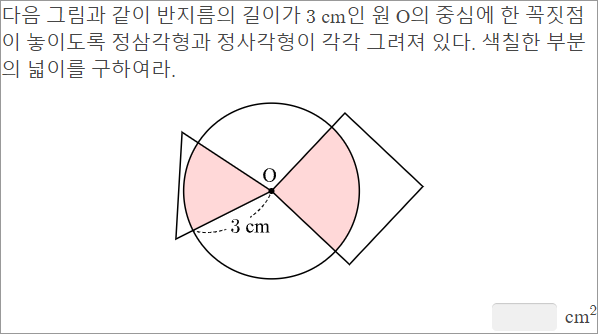 다음 그림과 같이 반지름의 길이가 3 cm인 원 O의 중심에 한 꼭짓점
이 놓이도록 정삼각형과 정사각형이 각각 그려져 있다. 색칠한 부분
의 넓이를 구하여라.
O
3 cm
cm²